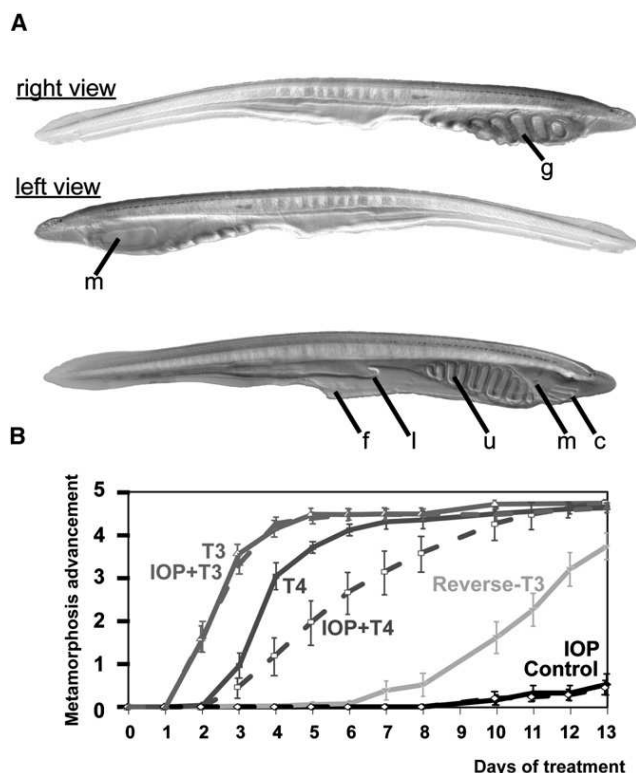 A
right view
g
left view
m
f l u m c
B
Metamorphosis advancement
5
4
3
2
1
0
T3
IOP+T3
T4
IOP+T4
Reverse-T3
IOP
Control
0 1 2 3 4 5 6 7 8 9 10 11 12 13
Days of treatment